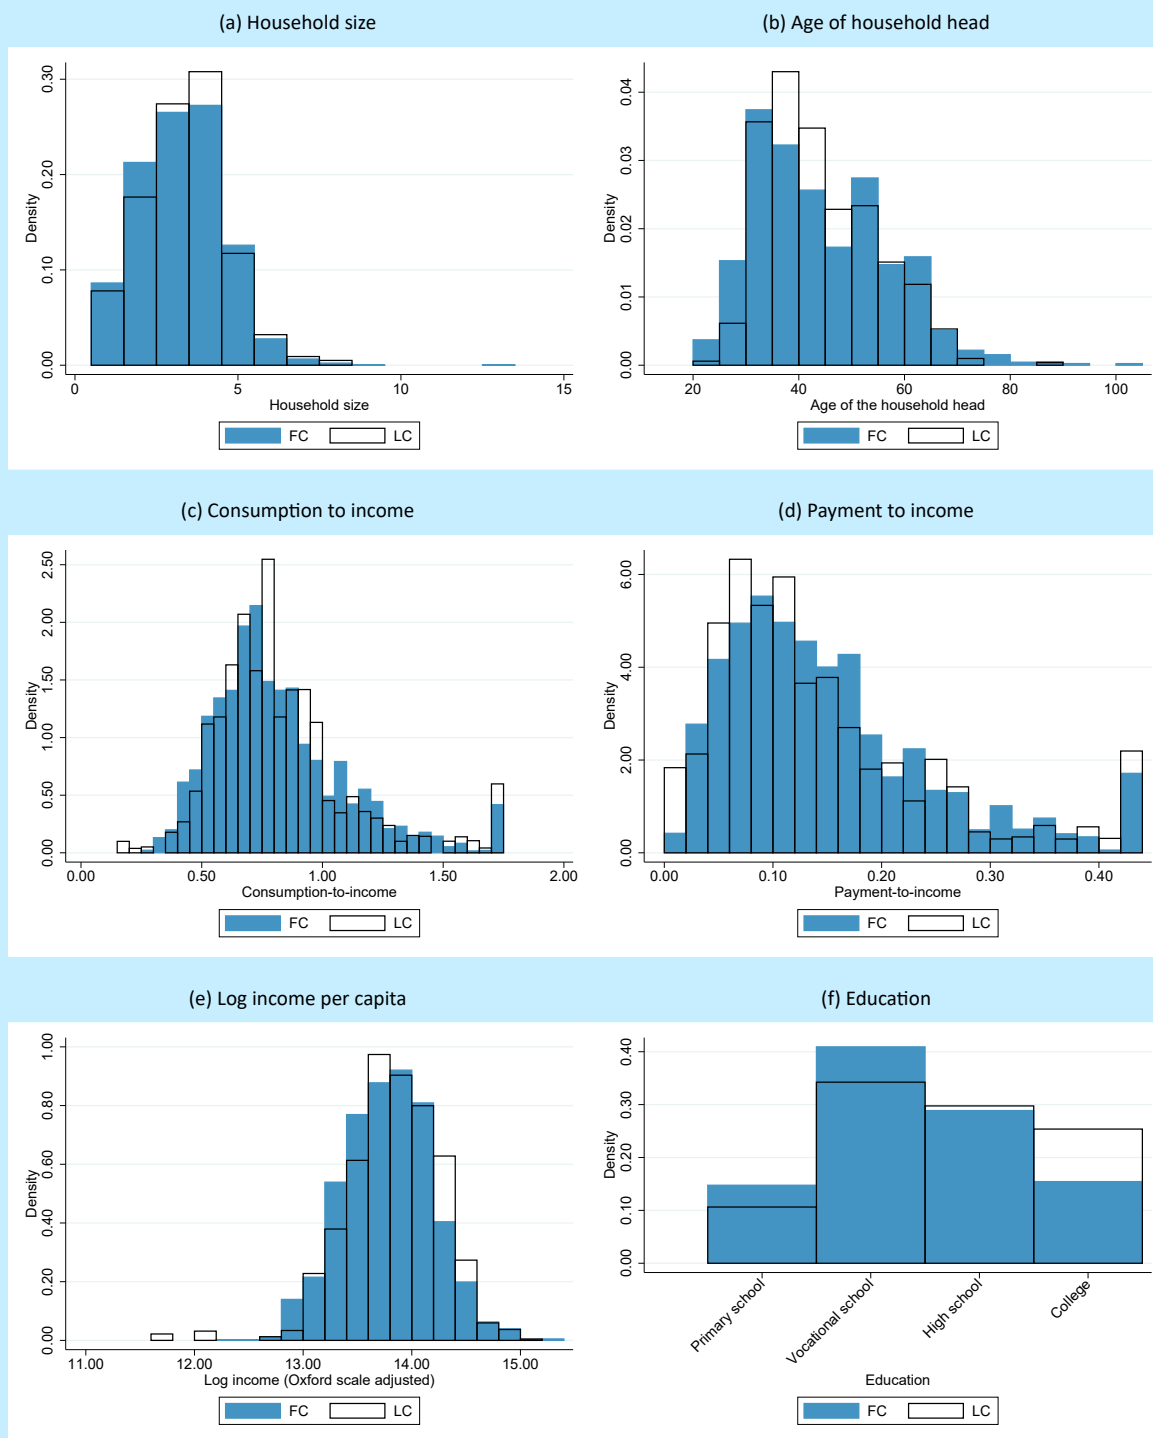 (a) Household size
(b) Age of household head
Density
0.00 0.10 0.20 0.30
0 5 10 15
Household size
FC LC
Density
0.00 0.01 0.02 0.03 0.04
20 40 60 80 100
Age of the household head
FC LC
(c) Consumption to income
(d) Payment to income
Density
0.00 0.50 1.00 1.50 2.00 2.50
0.00 0.50 1.00 1.50 2.00
Consumption-to-income
FC LC
Density
0.00 2.00 4.00 6.00
0.00 0.10 0.20 0.30 0.40
Payment-to-income
FC LC
(e) Log income per capita
(f) Education
Density
0.00 0.20 0.40 0.60 0.80 1.00
11.00 12.00 13.00 14.00 15.00
Log income (Oxford scale adjusted)
FC LC
Density
0.00 0.10 0.20 0.30 0.40
Primary school
Vocational school
High school
College
Education
FC LC